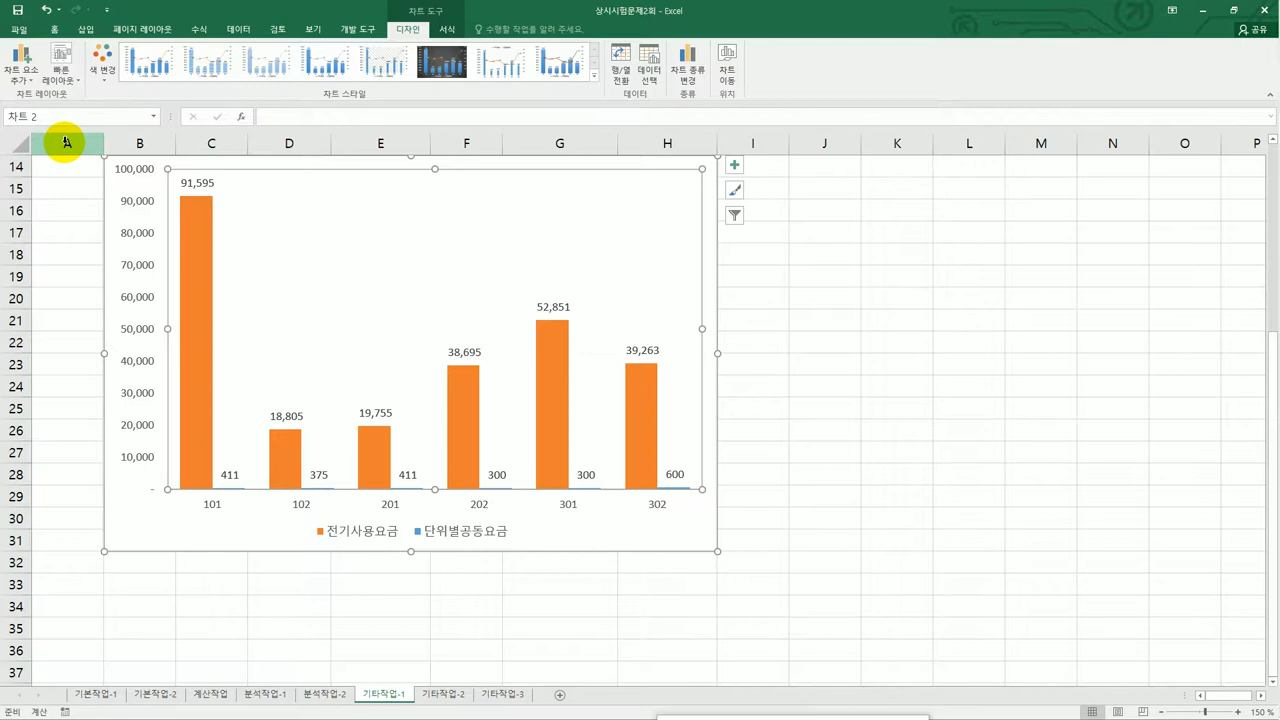 차트 도구
상시시험문제2회 - Excel
파일 홈 삽입 페이지 레이아웃 수식 데이터 검토 보기 개발 도구 디자인 서식 수행할 작업을 알려 주세요. 공유
차트 요소 추가
빠른 레이아웃
색 변경
행/열 전환
데이터 선택
차트 종류 변경
차트 이동
차트 레이아웃 차트 스타일 데이터 종류 위치
차트 2
fx
A B C D E F G H I J K L M N O P
14
15
16
17
18
19
20
21
22
23
24
25
26
27
28
29
30
31
32
33
34
35
36
37
100,000
90,000
80,000
70,000
60,000
50,000
40,000
30,000
20,000
10,000
-
91,595 18,805 19,755 38,695 52,851 39,263
411 375 411 300 300 600
101 102 201 202 301 302
전기사용요금 단위별공동요금
기본작업-1 기본작업-2 계산작업 분석작업-1 분석작업-2 기타작업-1 기타작업-2 기타작업-3
준비 계산 150 %